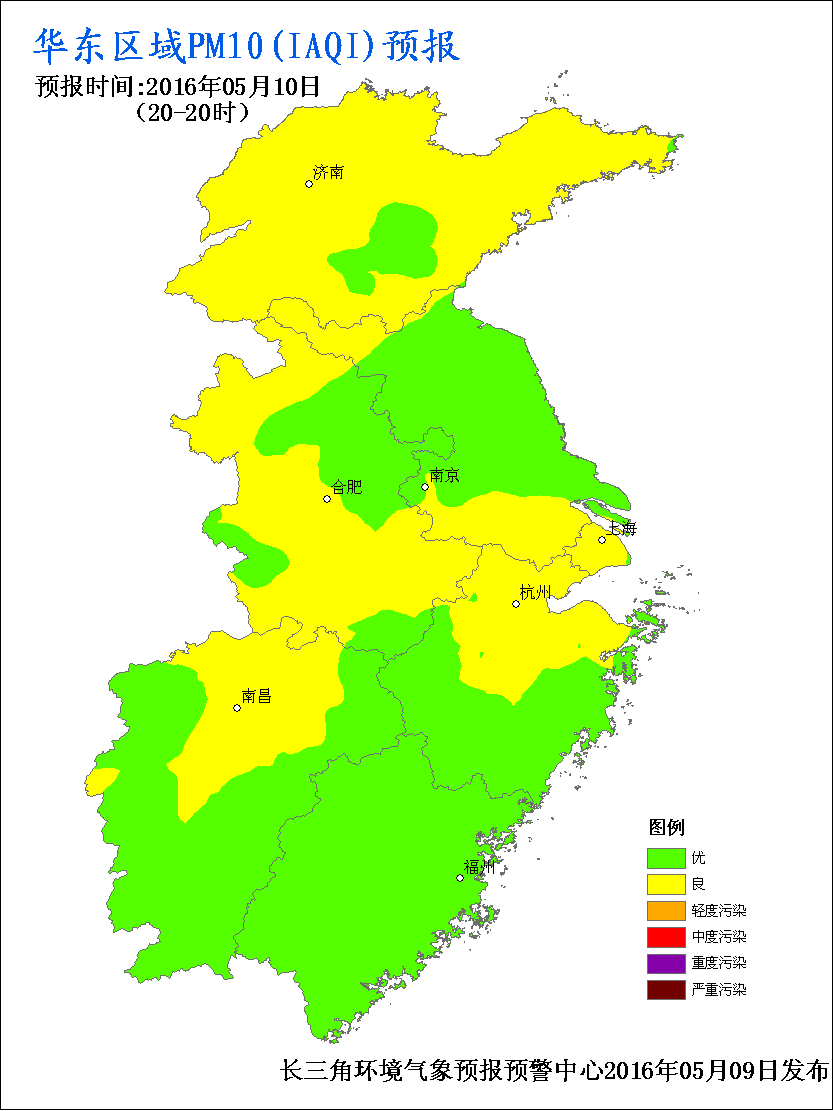 华东区域PM10(IAQI)预报
预报时间:2016年05月10日
(20-20时)
济南
合肥
南京
上海
杭州
南昌
福州
图例
优
良
轻度污染
中度污染
重度污染
严重污染
长三角环境气象预报预警中心2016年05月09日发布